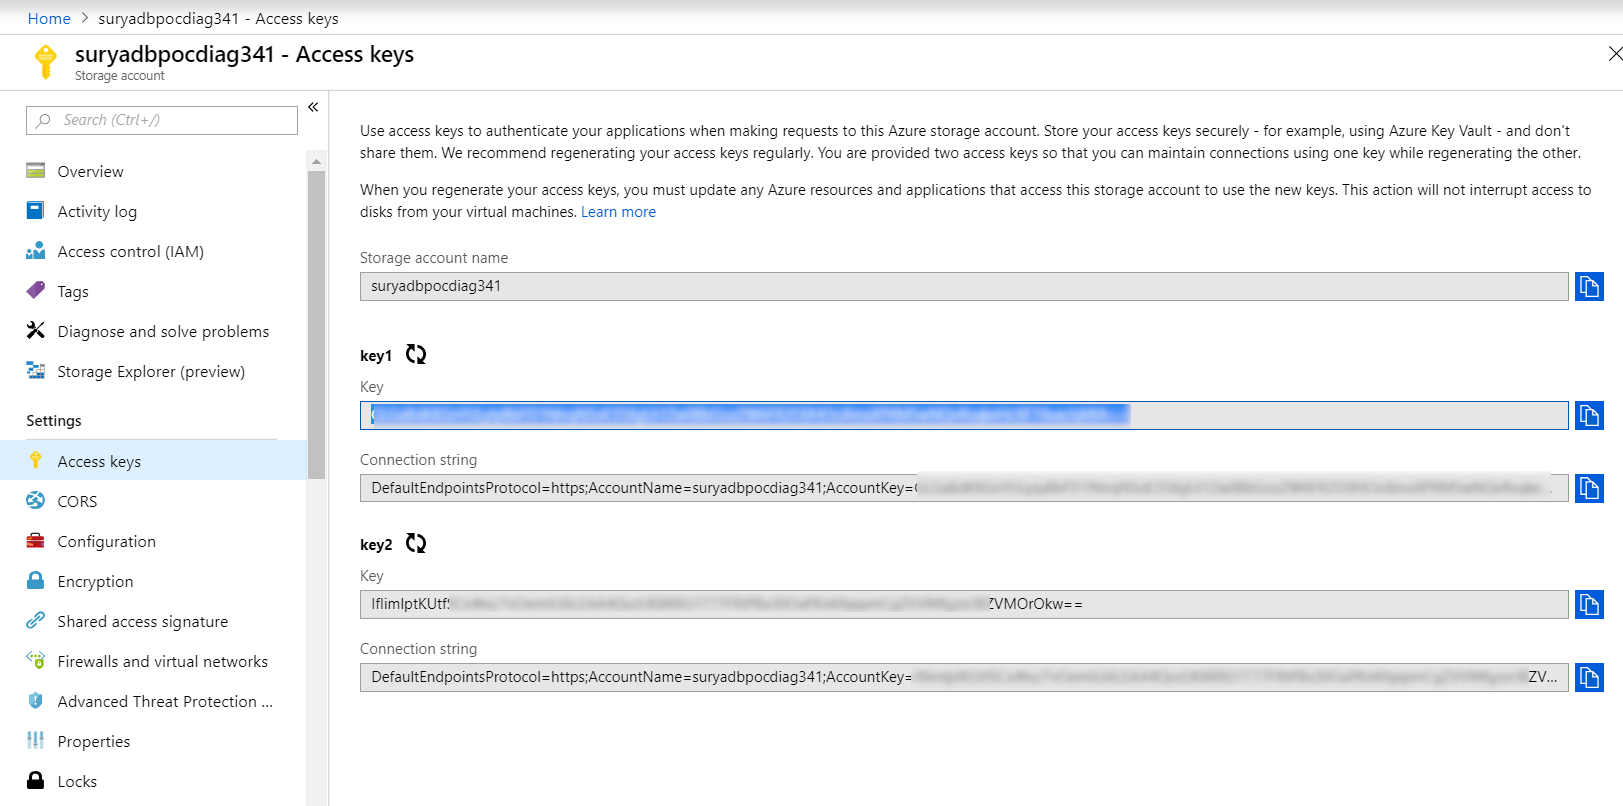 Home > suryadbpocdiag341 - Access keys
suryadbpocdiag341 - Access keys
Storage account
Search (Ctrl+/)
Overview
Activity log
Access control (IAM)
Tags
Diagnose and solve problems
Storage Explorer (preview)
Settings
Access keys
CORS
Configuration
Encryption
Shared access signature
Firewalls and virtual networks
Advanced Threat Protection ...
Properties
Locks
Use access keys to authenticate your applications when making requests to this Azure storage account. Store your access keys securely - for example, using Azure Key Vault - and don't
share them. We recommend regenerating your access keys regularly. You are provided two access keys so that you can maintain connections using one key while regenerating the other.
When you regenerate your access keys, you must update any Azure resources and applications that access this storage account to use the new keys. This action will not interrupt access to
disks from your virtual machines. Learn more
Storage account name
suryadbpocdiag341
key1
Key
Connection string
DefaultEndpointsProtocol=https;AccountName=suryadbpocdiag341;AccountKey=
key2
Key
ZVMOrOkw==
Connection string
DefaultEndpointsProtocol=https;AccountName=suryadbpocdiag341;AccountKey= ZV...